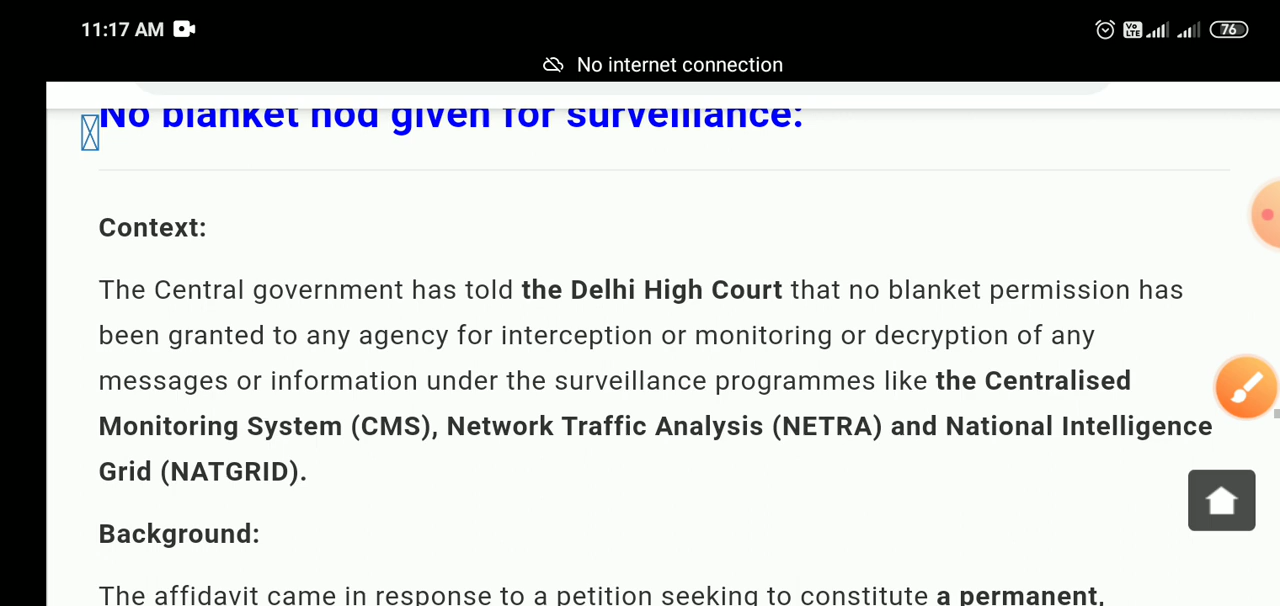 11:17 AM
Vo LTE
76
No internet connection
No blanket nod given for surveillance:
Context:
The Central government has told the Delhi High Court that no blanket permission has
been granted to any agency for interception or monitoring or decryption of any
messages or information under the surveillance programmes like the Centralised
Monitoring System (CMS), Network Traffic Analysis (NETRA) and National Intelligence
Grid (NATGRID).
Background:
The affidavit came in response to a petition seeking to constitute a permanent,